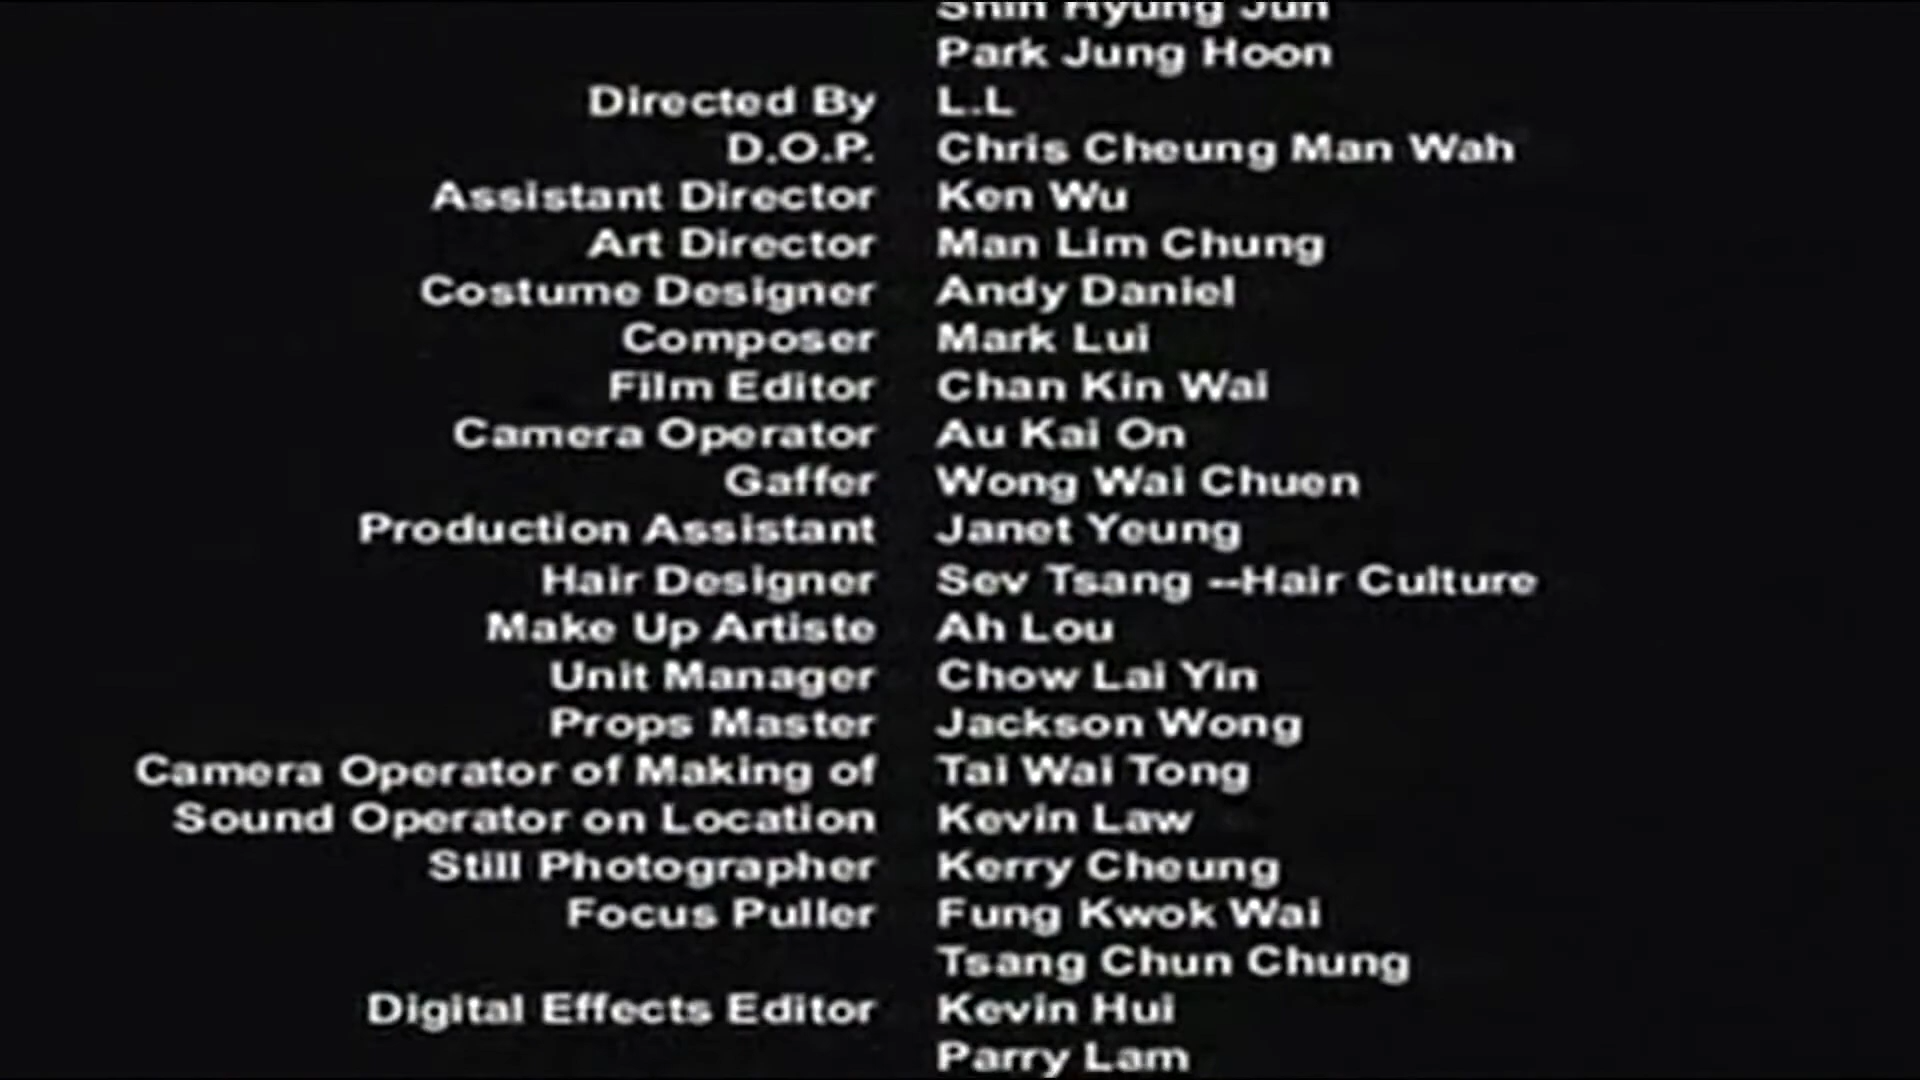 Shin Hyung Jun
Park Jung Hoon
Directed By L.L
D.O.P. Chris Cheung Man Wah
Assistant Director Ken Wu
Art Director Man Lim Chung
Costume Designer Andy Daniel
Composer Mark Lui
Film Editor Chan Kin Wai
Camera Operator Au Kai On
Gaffer Wong Wai Chuen
Production Assistant Janet Yeung
Hair Designer Sev Tsang --Hair Culture
Make Up Artiste Ah Lou
Unit Manager Chow Lai Yin
Props Master Jackson Wong
Camera Operator of Making of Tai Wai Tong
Sound Operator on Location Kevin Law
Still Photographer Kerry Cheung
Focus Puller Fung Kwok Wai
Tsang Chun Chung
Digital Effects Editor Kevin Hui
Parry Lam